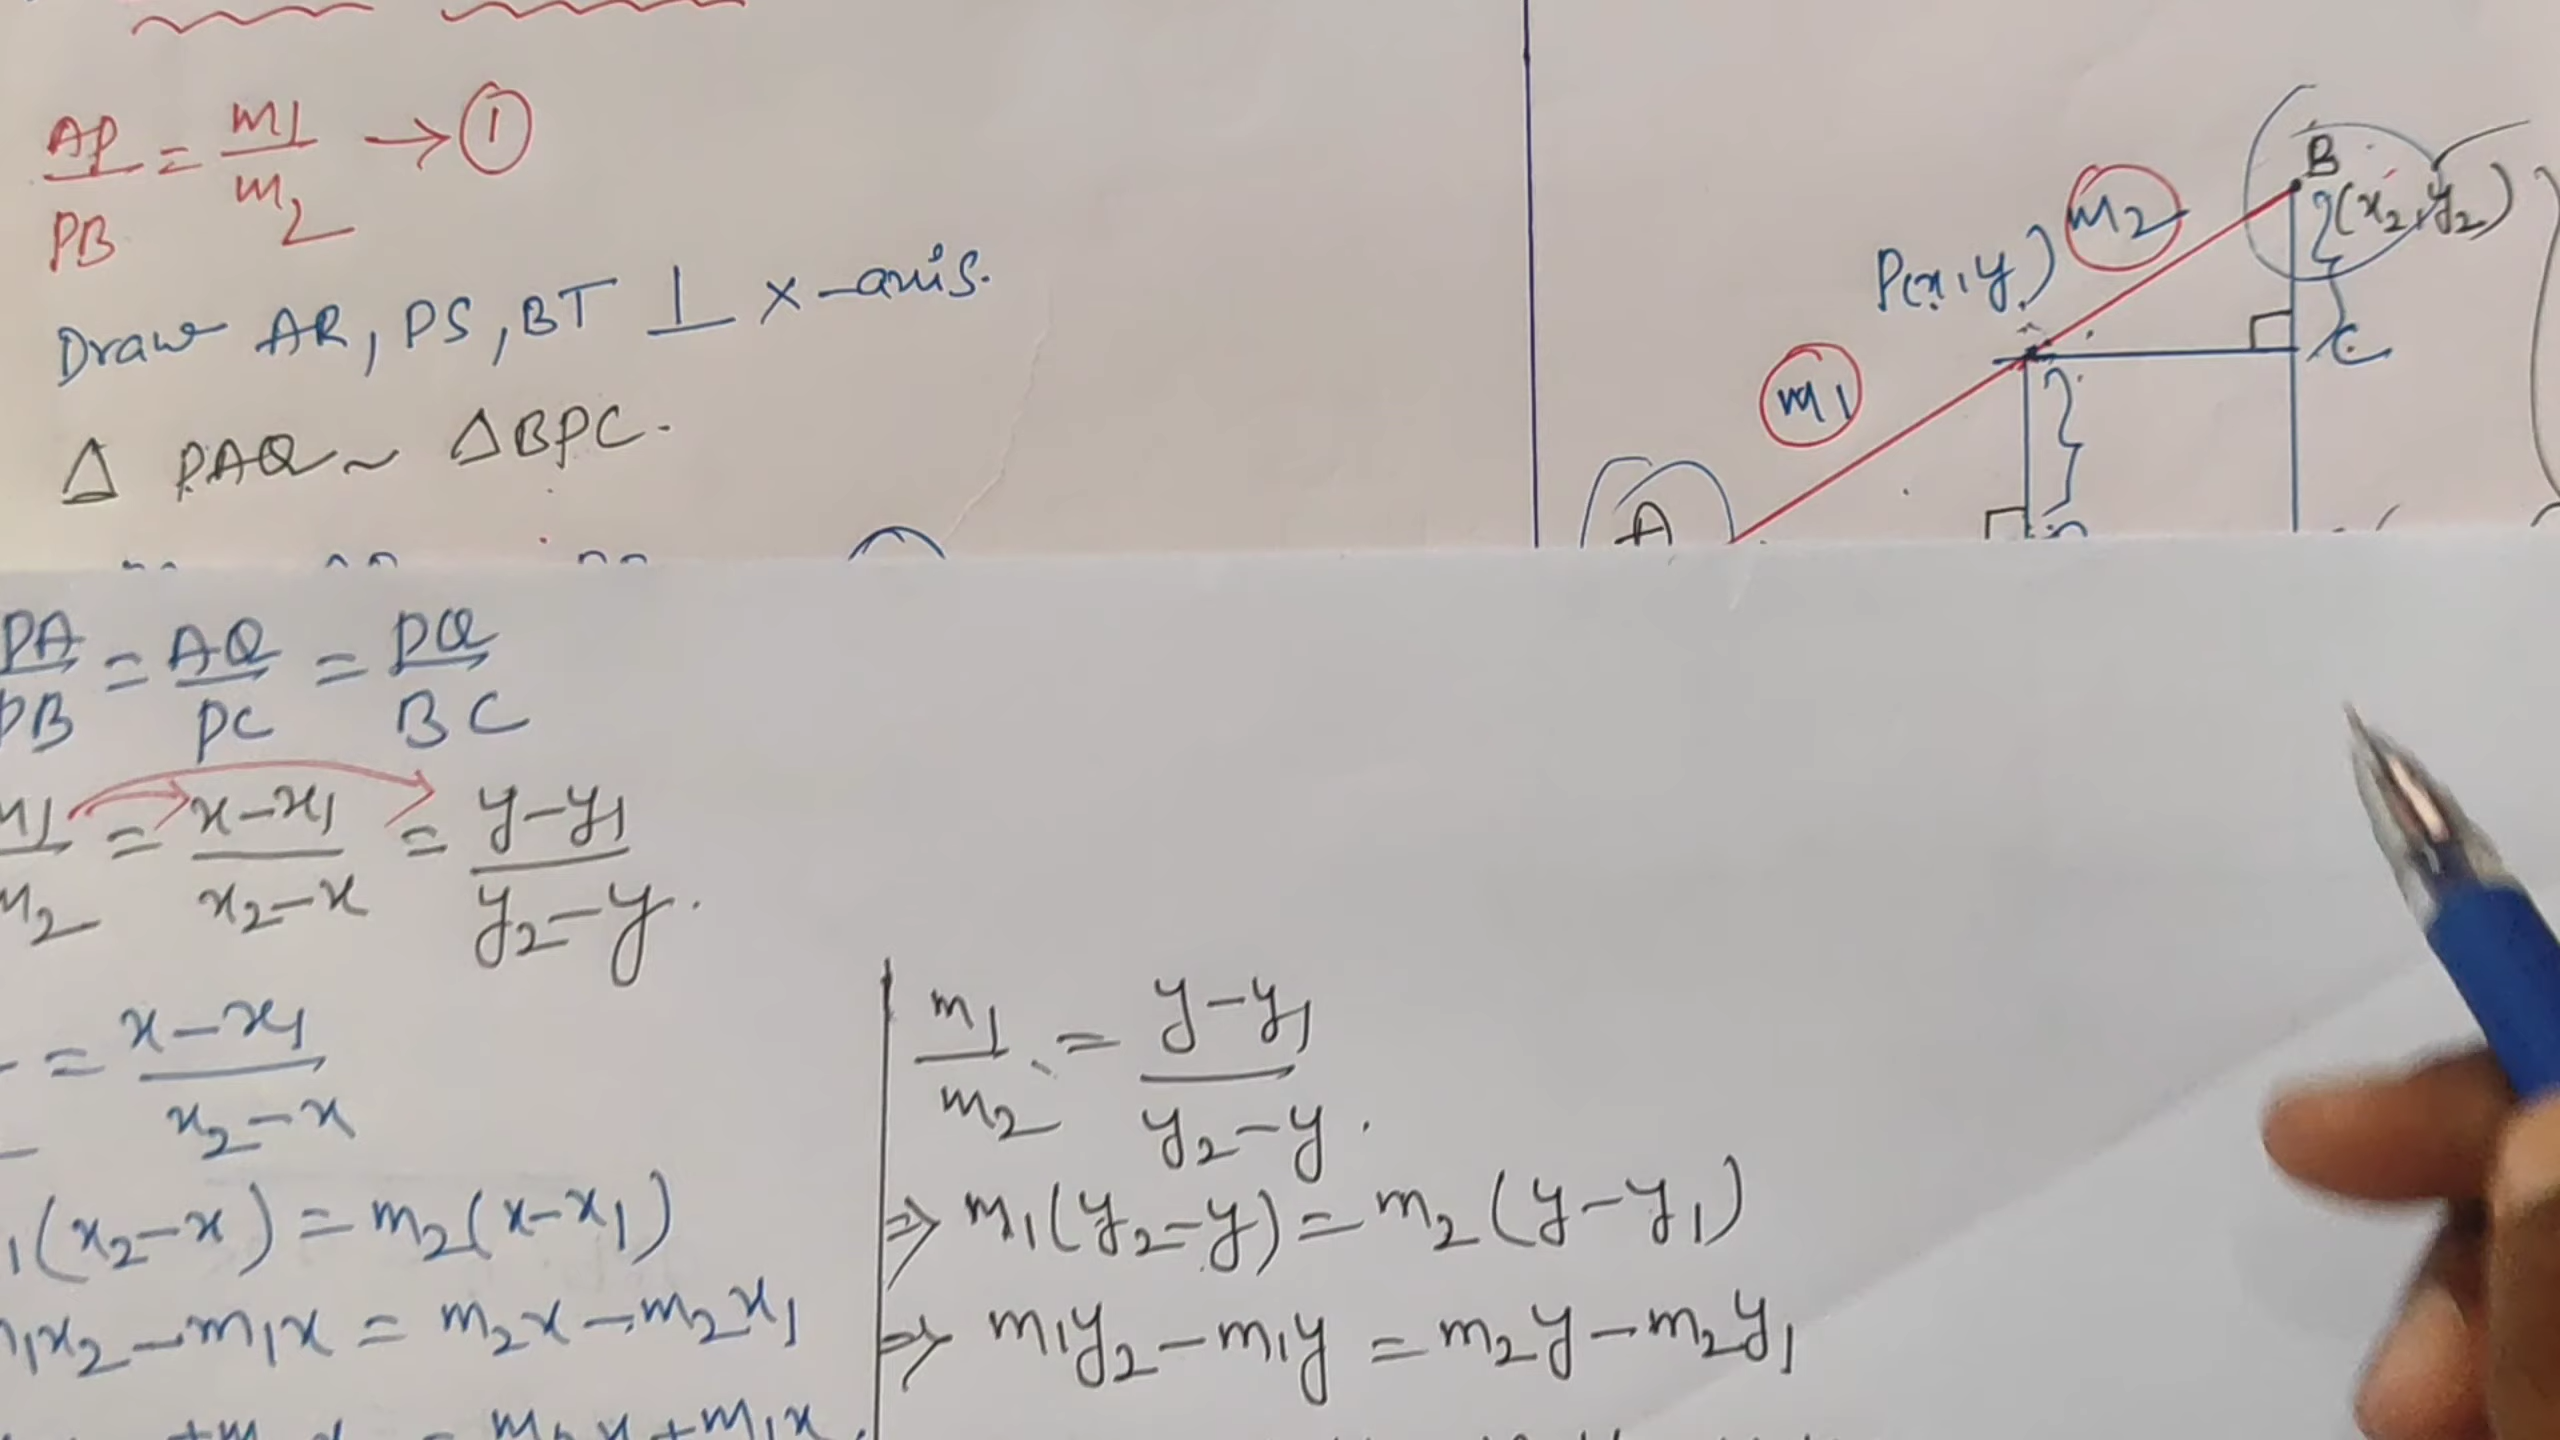 AP/PB = m1/m2 → ①
Draw AR, PS, BT ⊥ x-axis.
Δ PAQ ~ ΔBPC.
PA/PB = AQ/PC = PQ/BC
m1/m2 = x-x1/x2-x = y-y1/y2-y.
= x-x1/x2-x
1(x2-x) = m2(x-x1)
m1x2-m1x = m2x-m2x1
m1/m2 = y-y1/y2-y.
⇒ m1(y2-y) = m2(y-y1)
⇒ m1y2-m1y = m2y-m2y1
B
(x2,y2)
m2
P(x,y)
C
m1
A